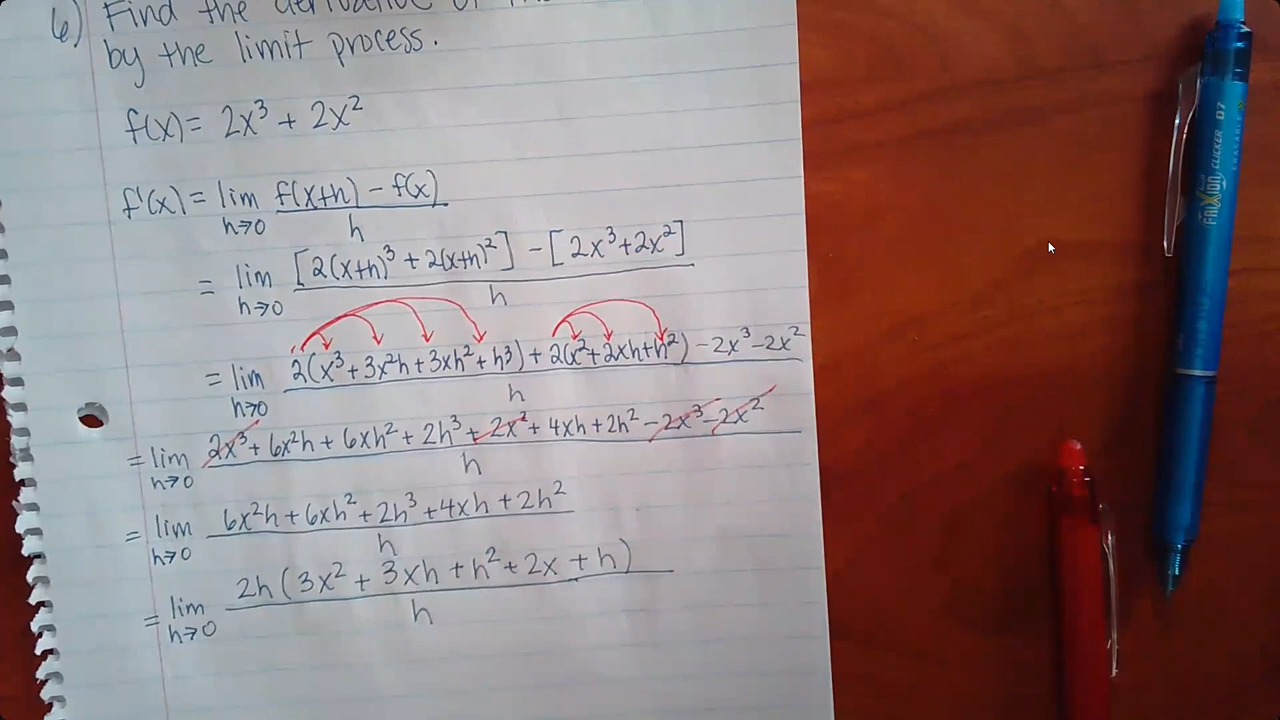 6) Find the derivative of
by the limit process.
f(x) = 2x³ + 2x²
f'(x) = lim h→0 f(x+h) − f(x) / h
= lim h→0 [2(x+h)³ + 2(x+h)²] − [2x³+2x²] / h
= lim h→0 2(x³+3x²h+3xh²+h³) + 2(x²+2xh+h²) − 2x³ − 2x² / h
= lim h→0 2x³ + 6x²h + 6xh² + 2h³ + 2x² + 4xh + 2h² − 2x³ − 2x² / h
= lim h→0 6x²h + 6xh² + 2h³ + 4xh + 2h² / h
= lim h→0 2h(3x² + 3xh + h² + 2x + h) / h
FRIXION CLICKER 07
ERASABLE